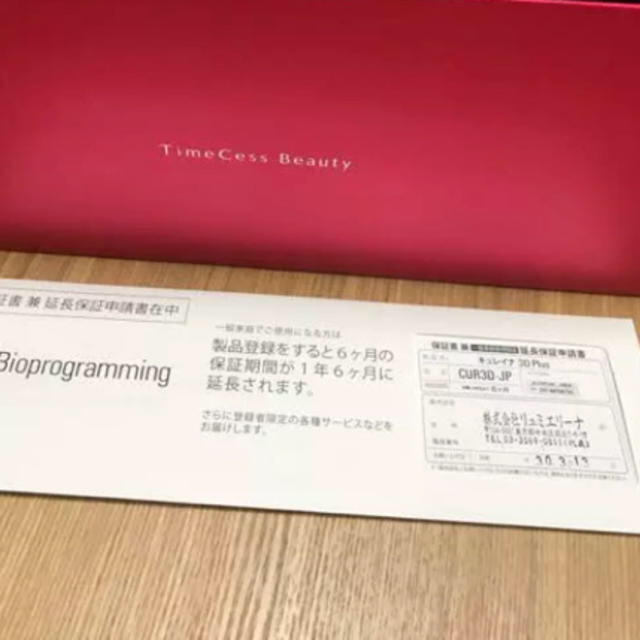 TimeCess Beauty
証書 兼 延長保証申請書在中
Bioprogramming
一般家庭でご使用になる方は
製品登録をすると6ヶ月の
保証期間が1年6ヶ月に
延長されます。
さらに登録者限定の各種サービスなどを
お届けします。
保証書 兼 延長保証申請書
キュレイナ 3D Plus
CUR3D-JP
株式会社リュミエリーナ